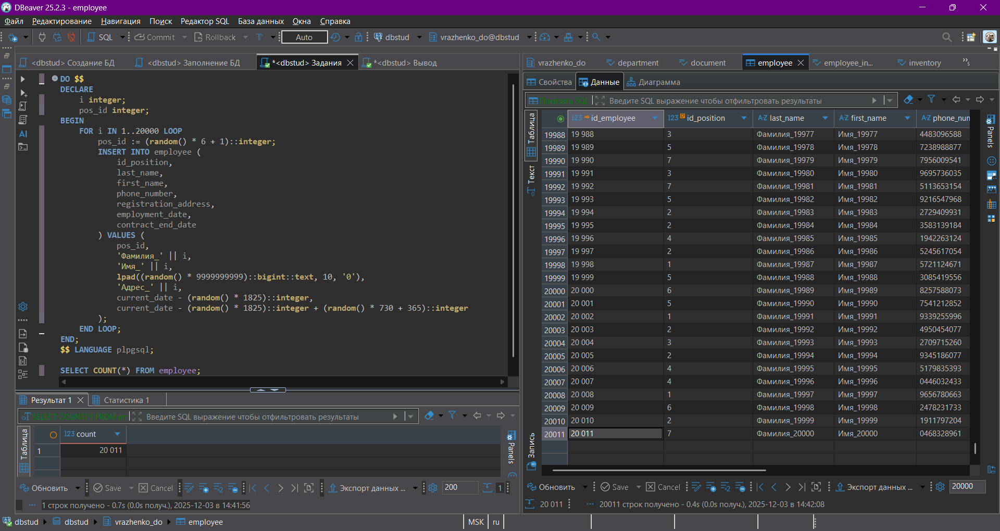 DBeaver 25.2.3 - employee
Файл Редактирование Навигация Поиск Редактор SQL База данных Окна Справка
SQL Commit Rollback T Auto dbstud vrazhenko_do@dbstud
<dbstud> Создание БД <dbstud> Заполнение БД *<dbstud> Задания *<dbstud> Вывод
DO $$
DECLARE
i integer;
pos_id integer;
BEGIN
FOR i IN 1..20000 LOOP
pos_id := (random() * 6 + 1)::integer;
INSERT INTO employee (
id_position,
last_name,
first_name,
phone_number,
registration_address,
employment_date,
contract_end_date
) VALUES (
pos_id,
'Фамилия_' || i,
'Имя_' || i,
lpad((random() * 9999999999)::bigint::text, 10, '0'),
'Адрес_' || i,
current_date - (random() * 1825)::integer,
current_date - (random() * 1825)::integer + (random() * 730 + 365)::integer
);
END LOOP;
END;
$$ LANGUAGE plpgsql;
SELECT COUNT(*) FROM employee;
AI
Результат 1 Статистика 1
SELECT COUNT(*) FROM em Введите SQL выражение чтобы отфильтровать результаты
Таблица
123 count
1 20 011
Panels
Обновить Save Cancel Экспорт данных ... 200 1
1 строк получено - 0.7s (0.0s получ.), 2025-12-03 в 14:41:56
vrazhenko_do department document employee employee_in... inventory »5
Свойства Данные Диаграмма
Показать SQL Введите SQL выражение чтобы отфильтровать результаты
Таблица
Текст
Запись
123 id_employee 123 id_position A-Z last_name A-Z first_name A-Z phone_num
19988 19 988 3 Фамилия_19977 Имя_19977 4483096588
19989 19 989 5 Фамилия_19978 Имя_19978 7238988877
19990 19 990 7 Фамилия_19979 Имя_19979 7956009541
19991 19 991 3 Фамилия_19980 Имя_19980 9695736035
19992 19 992 7 Фамилия_19981 Имя_19981 5113653154
19993 19 993 5 Фамилия_19982 Имя_19982 9216547968
19994 19 994 2 Фамилия_19983 Имя_19983 2729409931
19995 19 995 2 Фамилия_19984 Имя_19984 3583139184
19996 19 996 4 Фамилия_19985 Имя_19985 1942263124
19997 19 997 2 Фамилия_19986 Имя_19986 5245617054
19998 19 998 1 Фамилия_19987 Имя_19987 5721124671
19999 19 999 5 Фамилия_19988 Имя_19988 3085419556
20000 20 000 6 Фамилия_19989 Имя_19989 8257588073
20001 20 001 5 Фамилия_19990 Имя_19990 7541212852
20002 20 002 1 Фамилия_19991 Имя_19991 9339255996
20003 20 003 2 Фамилия_19992 Имя_19992 4950454077
20004 20 004 3 Фамилия_19993 Имя_19993 2709715260
20005 20 005 2 Фамилия_19994 Имя_19994 9345186077
20006 20 006 4 Фамилия_19995 Имя_19995 5179835393
20007 20 007 4 Фамилия_19996 Имя_19996 0446032433
20008 20 008 1 Фамилия_19997 Имя_19997 9656780663
20009 20 009 6 Фамилия_19998 Имя_19998 2478231733
20010 20 010 2 Фамилия_19999 Имя_19999 1911797204
20011 20 011 7 Фамилия_20000 Имя_20000 0468328961
Panels
Обновить Save Cancel Экспорт данных ... 20000
20 011 20011 строк получено - 0.4s (0.0s получ.), 2025-12-03 в 14:42:08
dbstud dbstud vrazhenko_do employee MSK ru